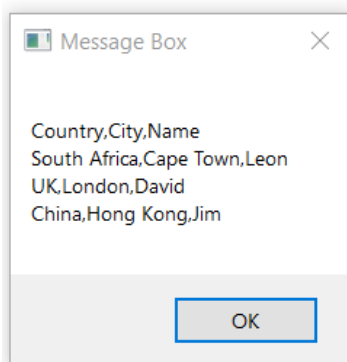 Message Box
Country,City,Name
South Africa,Cape Town,Leon
UK,London,David
China,Hong Kong,Jim
OK